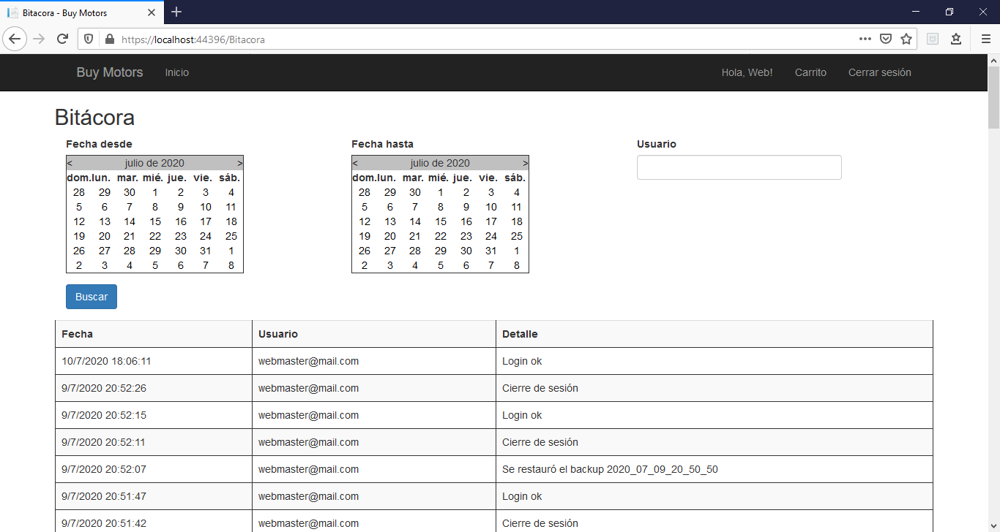 Bitacora - Buy Motors
https://localhost:44396/Bitacora
Buy Motors Inicio Hola, Web! Carrito Cerrar sesión
Bitácora
Fecha desde Fecha hasta Usuario
< julio de 2020 > < julio de 2020 >
dom. lun. mar. mié. jue. vie. sáb. dom. lun. mar. mié. jue. vie. sáb.
28 29 30 1 2 3 4 28 29 30 1 2 3 4
5 6 7 8 9 10 11 5 6 7 8 9 10 11
12 13 14 15 16 17 18 12 13 14 15 16 17 18
19 20 21 22 23 24 25 19 20 21 22 23 24 25
26 27 28 29 30 31 1 26 27 28 29 30 31 1
2 3 4 5 6 7 8 2 3 4 5 6 7 8
Buscar
Fecha Usuario Detalle
10/7/2020 18:06:11 webmaster@mail.com Login ok
9/7/2020 20:52:26 webmaster@mail.com Cierre de sesión
9/7/2020 20:52:15 webmaster@mail.com Login ok
9/7/2020 20:52:11 webmaster@mail.com Cierre de sesión
9/7/2020 20:52:07 webmaster@mail.com Se restauró el backup 2020_07_09_20_50_50
9/7/2020 20:51:47 webmaster@mail.com Login ok
9/7/2020 20:51:42 webmaster@mail.com Cierre de sesión